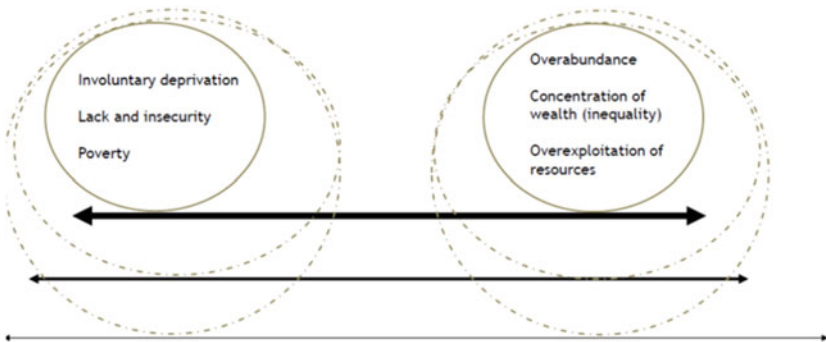 Involuntary deprivation
Lack and insecurity
Poverty
Overabundance
Concentration of
wealth (inequality)
Overexploitation of
resources